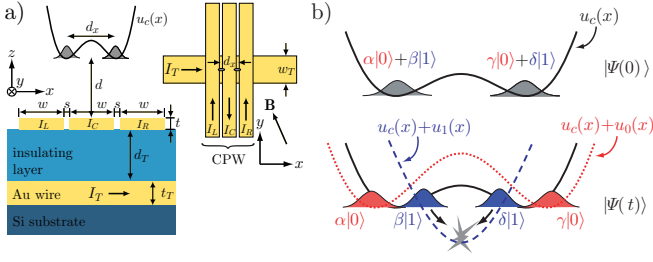 a)
d_x
u_c(x)
z
y
x
d
w
s
w
s
w
I_L
I_C
I_R
t
insulating
layer
d_T
Au wire
I_T
t_T
Si substrate
d_x
I_T
w_T
I_L
I_C
I_R
CPW
B
y
x
b)
u_c(x)
α|0⟩+β|1⟩
γ|0⟩+δ|1⟩
|Ψ(0)⟩
u_c(x)+u_1(x)
u_c(x)+u_0(x)
α|0⟩
β|1⟩
δ|1⟩
γ|0⟩
|Ψ(t)⟩